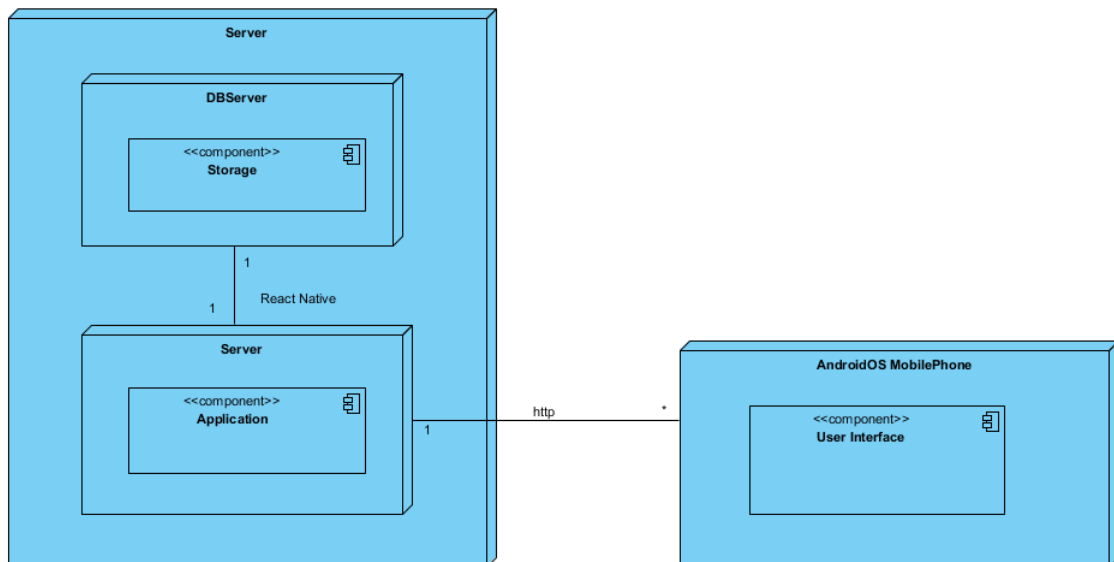 Server
DBServer
<<component>>
Storage
1
React Native
1
Server
<<component>>
Application
1
http
*
AndroidOS MobilePhone
<<component>>
User Interface